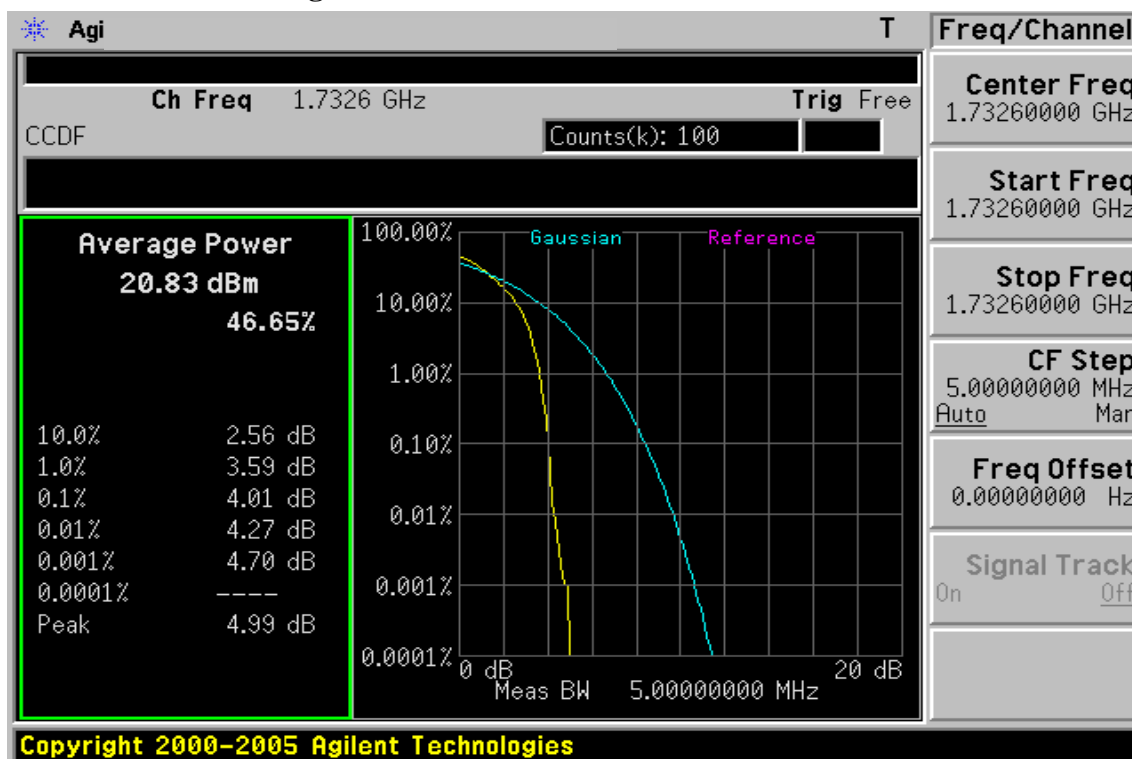 Agi T
Freq/Channel
Ch Freq 1.7326 GHz Trig Free
CCDF Counts(k): 100
Center Freq
1.73260000 GHz
Start Freq
1.73260000 GHz
Stop Freq
1.73260000 GHz
CF Step
5.00000000 MHz
Auto Man
Freq Offset
0.00000000 Hz
Signal Track
On Off
Average Power
20.83 dBm
46.65%
10.0% 2.56 dB
1.0% 3.59 dB
0.1% 4.01 dB
0.01% 4.27 dB
0.001% 4.70 dB
0.0001% ----
Peak 4.99 dB
Gaussian Reference
100.00%
10.00%
1.00%
0.10%
0.01%
0.001%
0.0001%
0 dB 20 dB
Meas BW 5.00000000 MHz
Copyright 2000-2005 Agilent Technologies